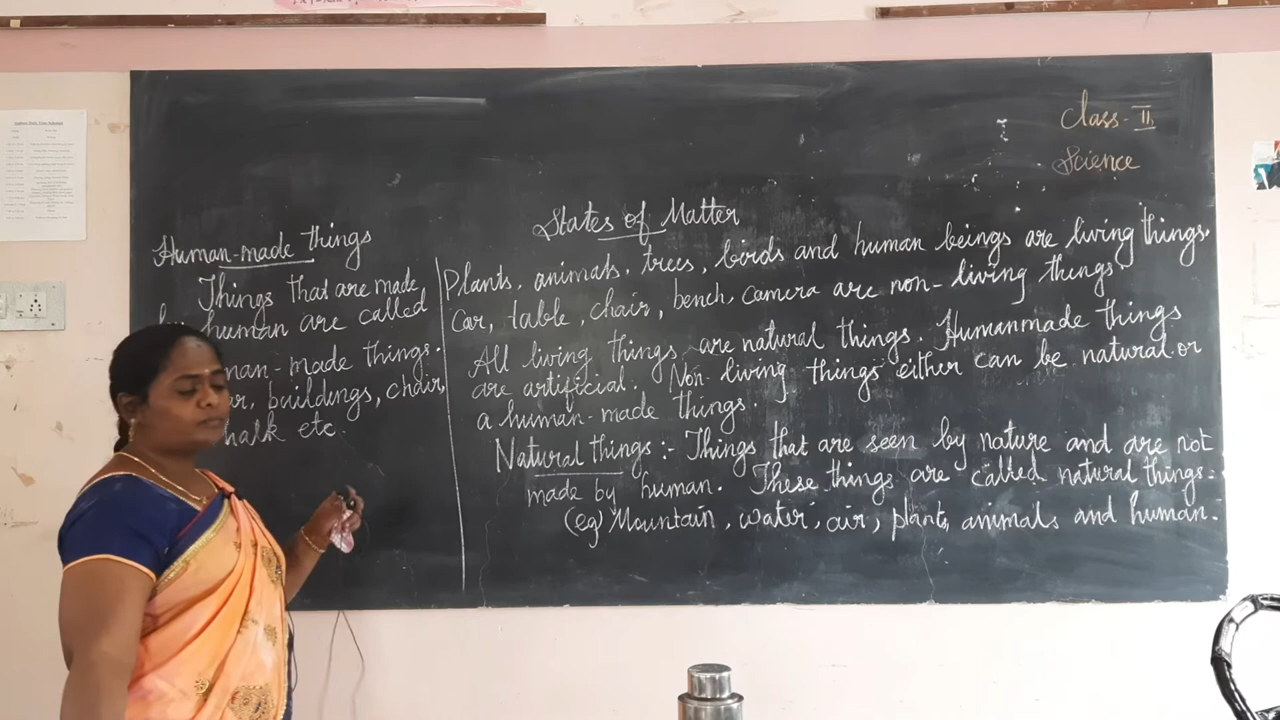 Class - II
Science
States of Matter
Plants, animals, trees, birds and human beings are living things.
Car, table, chair, bench, camera are non-living things.
All living things are natural things. Humanmade things
are artificial. Non-living things either can be natural or
a human-made things.
Natural things :- Things that are seen by nature and are not
made by human. These things are called natural things.
(eg) Mountain, water, air, plants, animals and human.
Human-made things
Things that are made
human are called
man-made things.
buildings, chair,
halk etc.